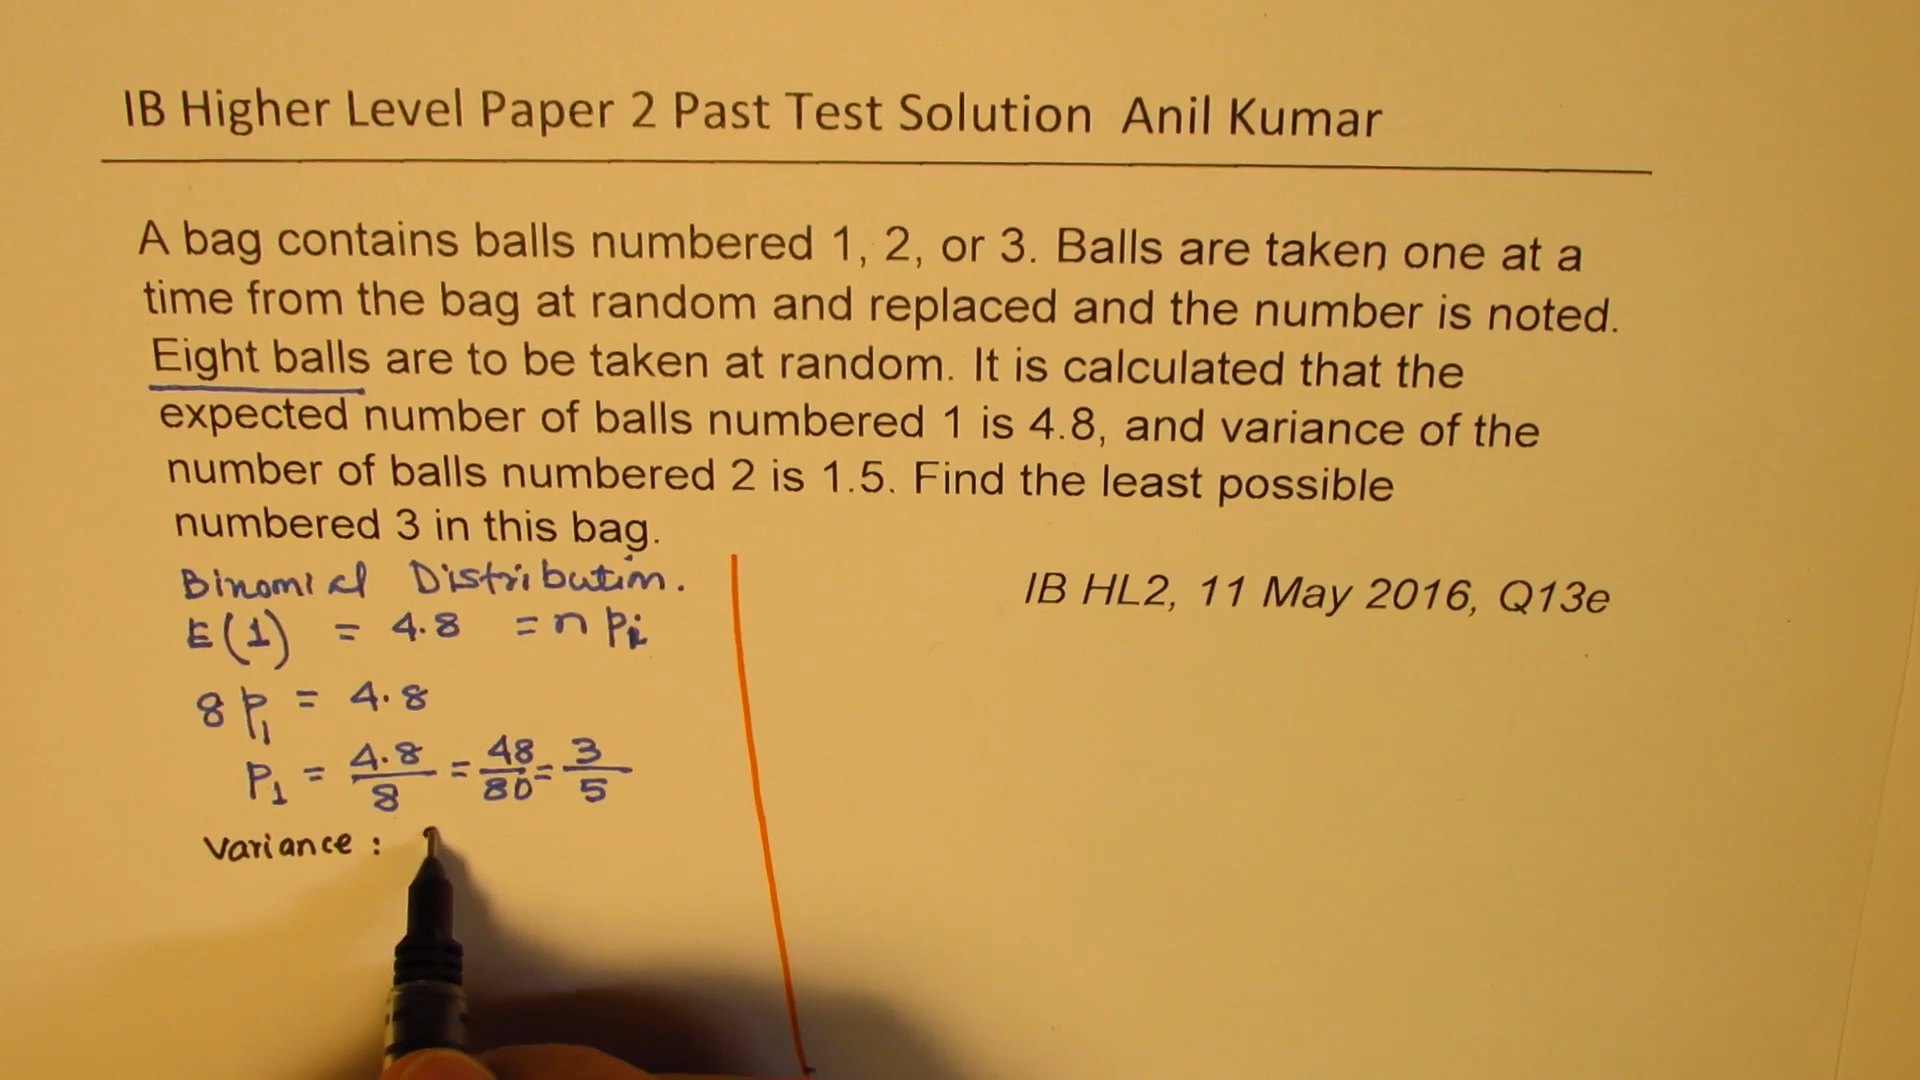 IB Higher Level Paper 2 Past Test Solution Anil Kumar
A bag contains balls numbered 1, 2, or 3. Balls are taken one at a
time from the bag at random and replaced and the number is noted.
Eight balls are to be taken at random. It is calculated that the
expected number of balls numbered 1 is 4.8, and variance of the
number of balls numbered 2 is 1.5. Find the least possible
numbered 3 in this bag.
IB HL2, 11 May 2016, Q13e
Binomial Distribution.
E(1) = 4.8 = n Pi
8 P1 = 4.8
P1 = 4.8/8 = 48/80 = 3/5
Variance :